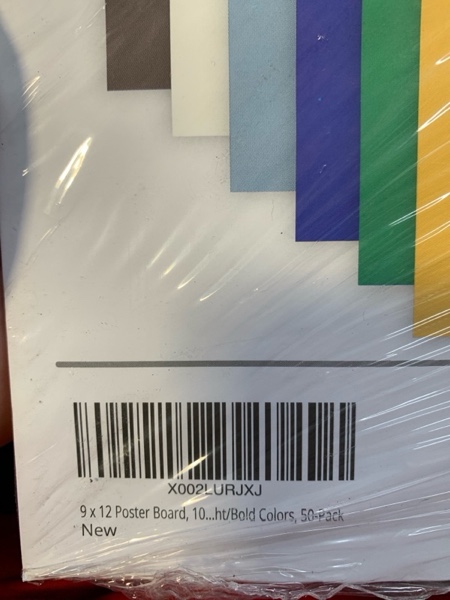 X002LURJXJ
9 x 12 Poster Board, 10...ht/Bold Colors, 50-Pack
New